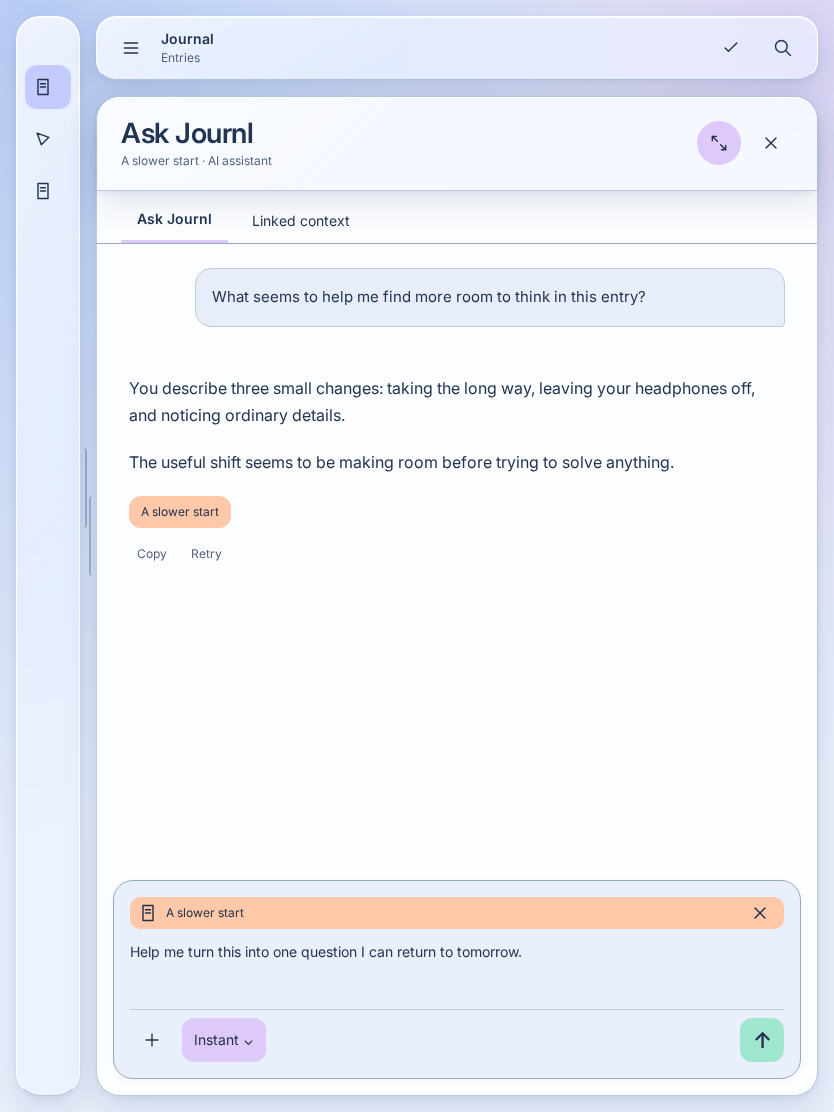 Journal
Entries
Ask Journl
A slower start · AI assistant
Ask Journl
Linked context
What seems to help me find more room to think in this entry?
You describe three small changes: taking the long way, leaving your headphones off,
and noticing ordinary details.
The useful shift seems to be making room before trying to solve anything.
A slower start
Copy
Retry
A slower start
Help me turn this into one question I can return to tomorrow.
Instant